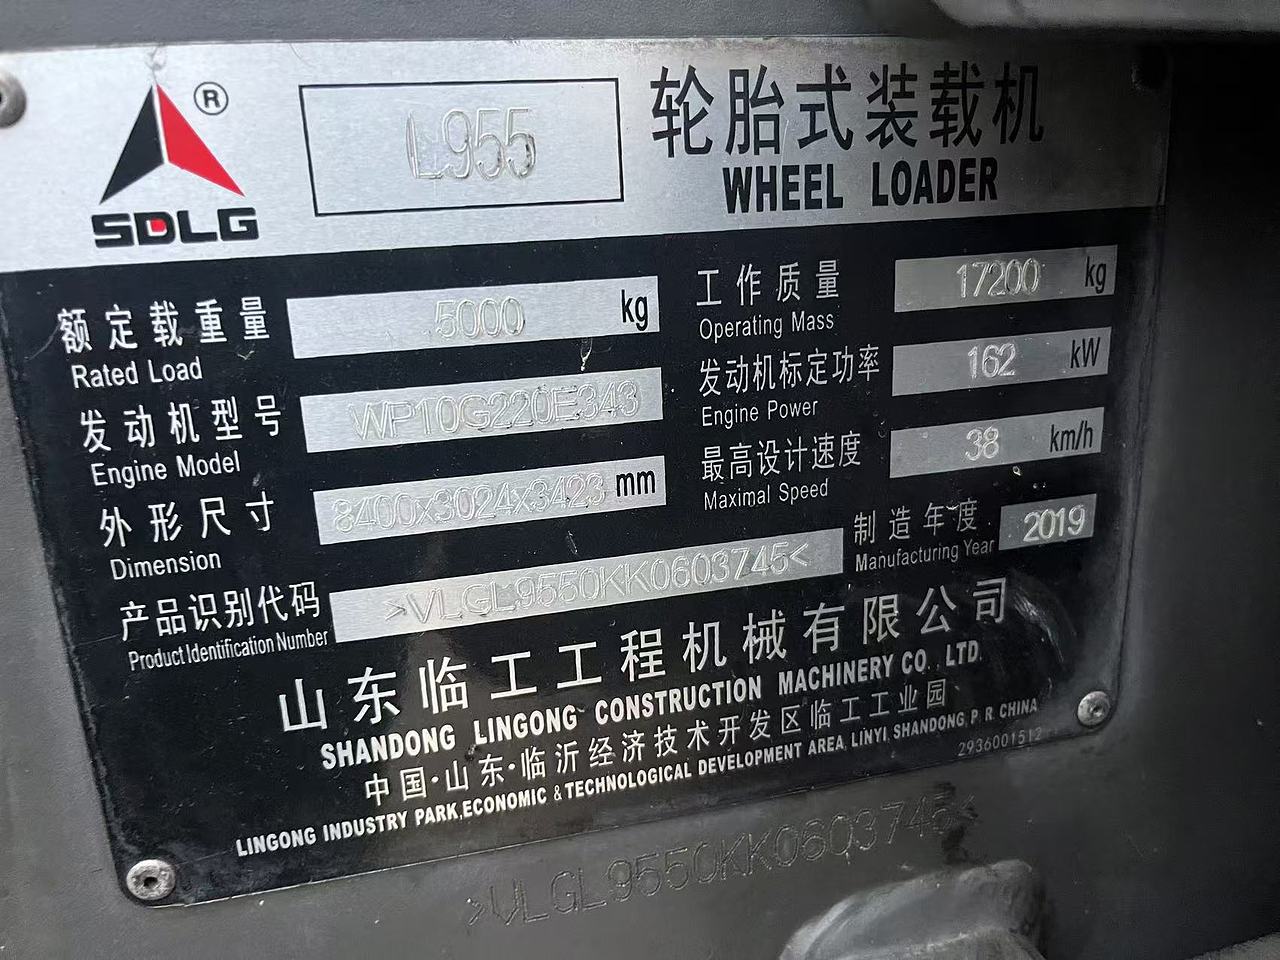 ®
SDLG
L955
轮胎式装载机
WHEEL LOADER
额定载重量 5000 kg
Rated Load
工作质量 17200 kg
Operating Mass
发动机型号 WP10G220E343
Engine Model
发动机标定功率 162 kW
Engine Power
外形尺寸 8400x3024x3423 mm
Dimension
最高设计速度 38 km/h
Maximal Speed
产品识别代码 >VLGL9550KK0603745<
Product Identification Number
制造年度 2019
Manufacturing Year
山东临工工程机械有限公司
SHANDONG LINGONG CONSTRUCTION MACHINERY CO., LTD.
中国·山东·临沂经济技术开发区临工工业园
LINGONG INDUSTRY PARK,ECONOMIC & TECHNOLOGICAL DEVELOPMENT AREA, LINYI, SHANDONG, P. R. CHINA
2936001512
>VLGL9550KK0603745<